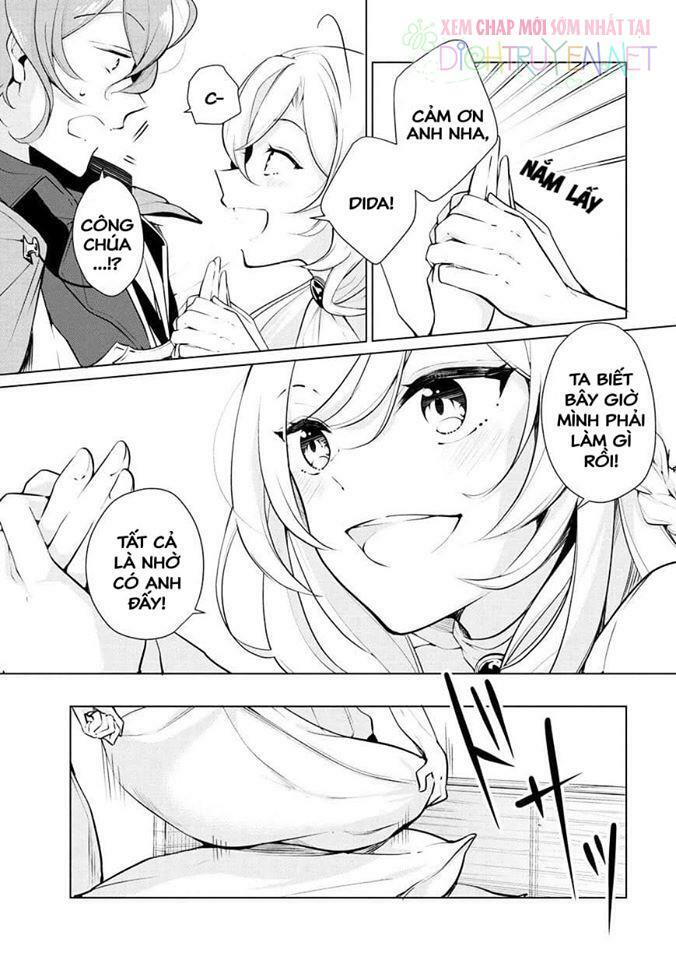 XEM CHAP MỚI SỚM NHẤT TẠI
DICHTRUYEN.NET
CẢM ƠN
ANH NHA,
DIDA!
NẮM LẤY
C-
CÔNG
CHÚA
...!?
TA BIẾT
BÂY GIỜ
MÌNH PHẢI
LÀM GÌ
RỒI!
TẤT CẢ
LÀ NHỜ
CÓ ANH
ĐẤY!